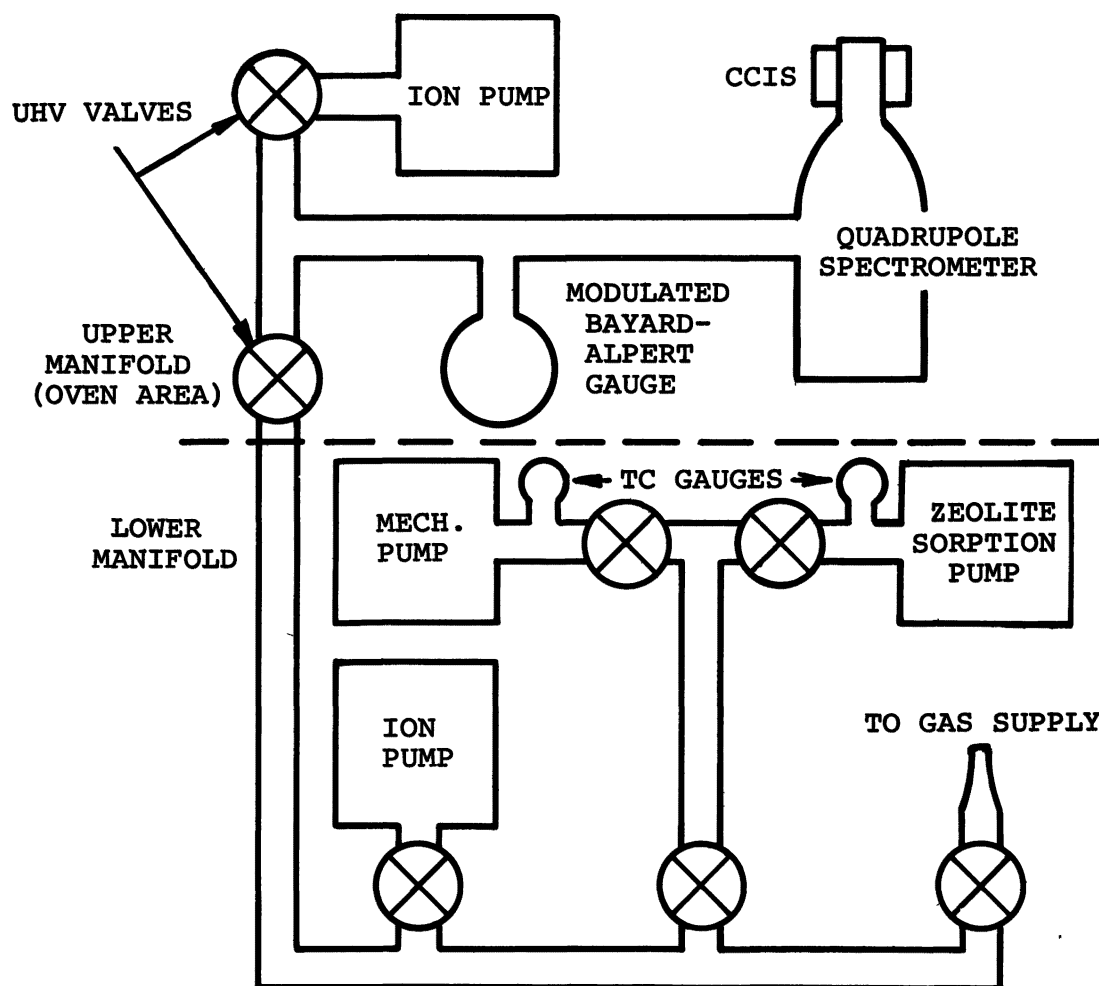 CCIS
ION PUMP
UHV VALVES
QUADRUPOLE
SPECTROMETER
MODULATED
BAYARD-
ALPERT
GAUGE
UPPER
MANIFOLD
(OVEN AREA)
TC GAUGES
MECH.
PUMP
ZEOLITE
SORPTION
PUMP
LOWER
MANIFOLD
ION
PUMP
TO GAS SUPPLY